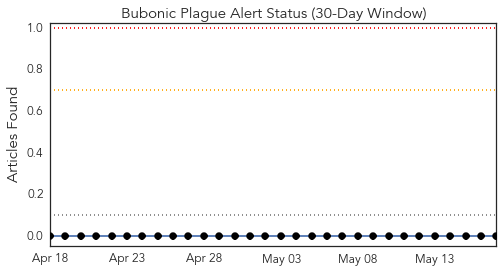 Bubonic Plague Alert Status (30-Day Window)
Articles Found
1.0
0.8
0.6
0.4
0.2
0.0
Apr 18
Apr 23
Apr 28
May 03
May 08
May 13